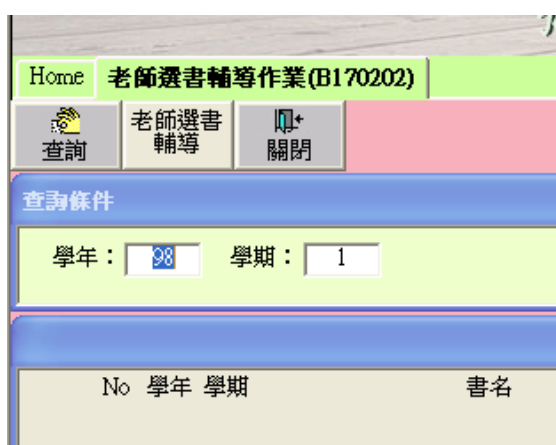 Home 老師選書輔導作業(B170202)
查詢 老師選書輔導 關閉
查詢條件
學年： 98 學期： 1
No 學年 學期 書名